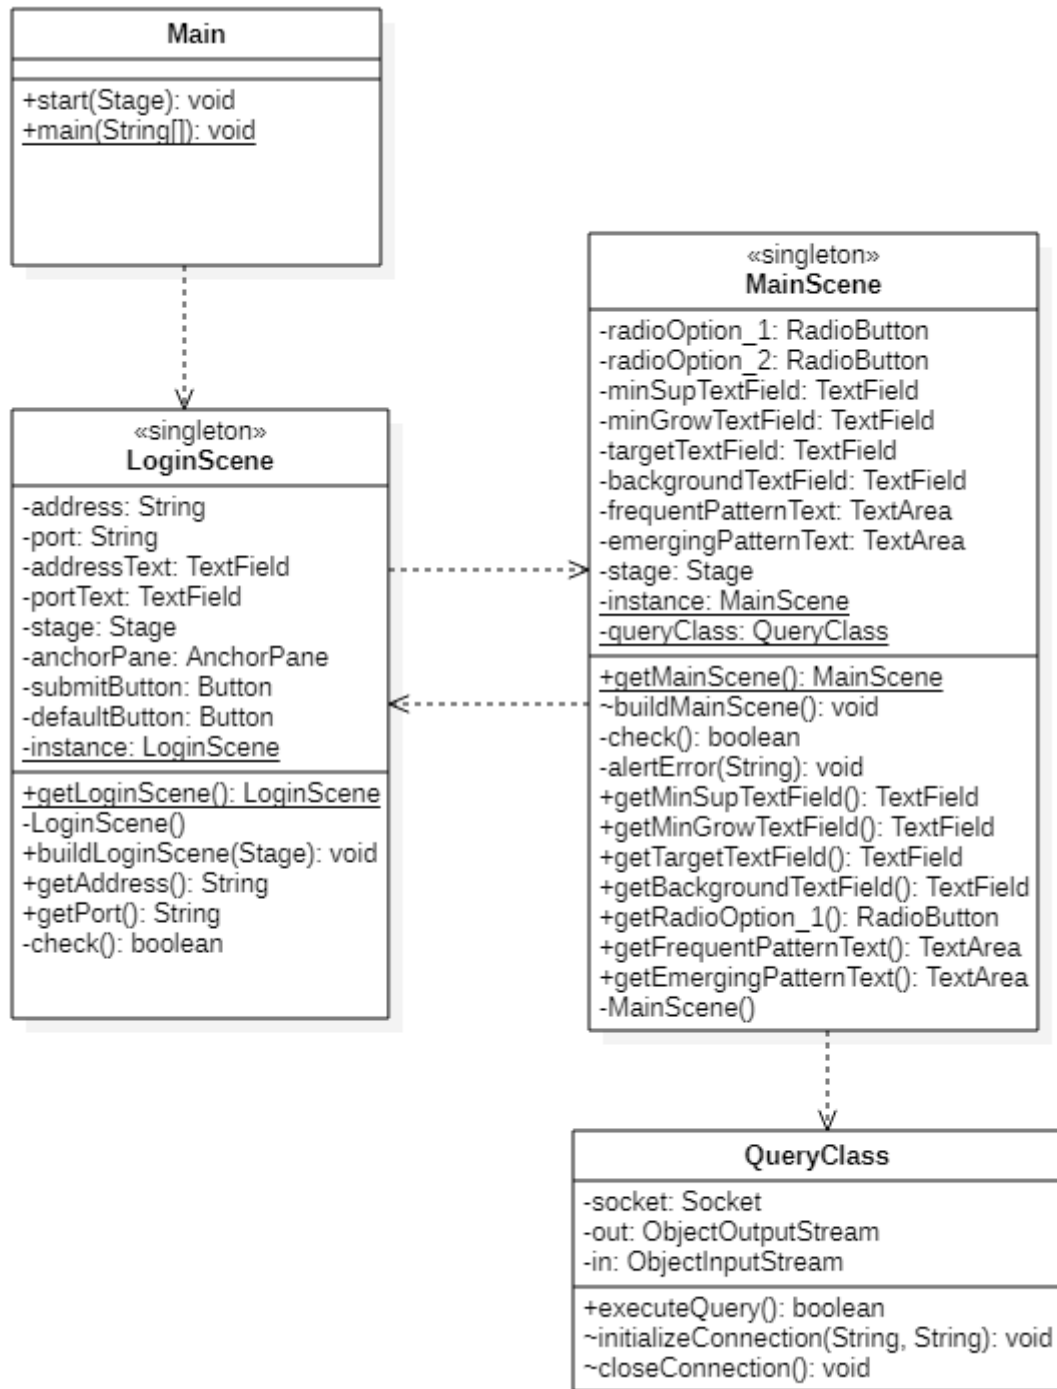 Main
+start(Stage): void
+main(String[]): void
«singleton»
LoginScene
-address: String
-port: String
-addressText: TextField
-portText: TextField
-stage: Stage
-anchorPane: AnchorPane
-submitButton: Button
-defaultButton: Button
-instance: LoginScene
+getLoginScene(): LoginScene
-LoginScene()
+buildLoginScene(Stage): void
+getAddress(): String
+getPort(): String
-check(): boolean
«singleton»
MainScene
-radioOption_1: RadioButton
-radioOption_2: RadioButton
-minSupTextField: TextField
-minGrowTextField: TextField
-targetTextField: TextField
-backgroundTextField: TextField
-frequentPatternText: TextArea
-emergingPatternText: TextArea
-stage: Stage
-instance: MainScene
-queryClass: QueryClass
+getMainScene(): MainScene
~buildMainScene(): void
-check(): boolean
-alertError(String): void
+getMinSupTextField(): TextField
+getMinGrowTextField(): TextField
+getTargetTextField(): TextField
+getBackgroundTextField(): TextField
+getRadioOption_1(): RadioButton
+getFrequentPatternText(): TextArea
+getEmergingPatternText(): TextArea
-MainScene()
QueryClass
-socket: Socket
-out: ObjectOutputStream
-in: ObjectInputStream
+executeQuery(): boolean
~initializeConnection(String, String): void
~closeConnection(): void